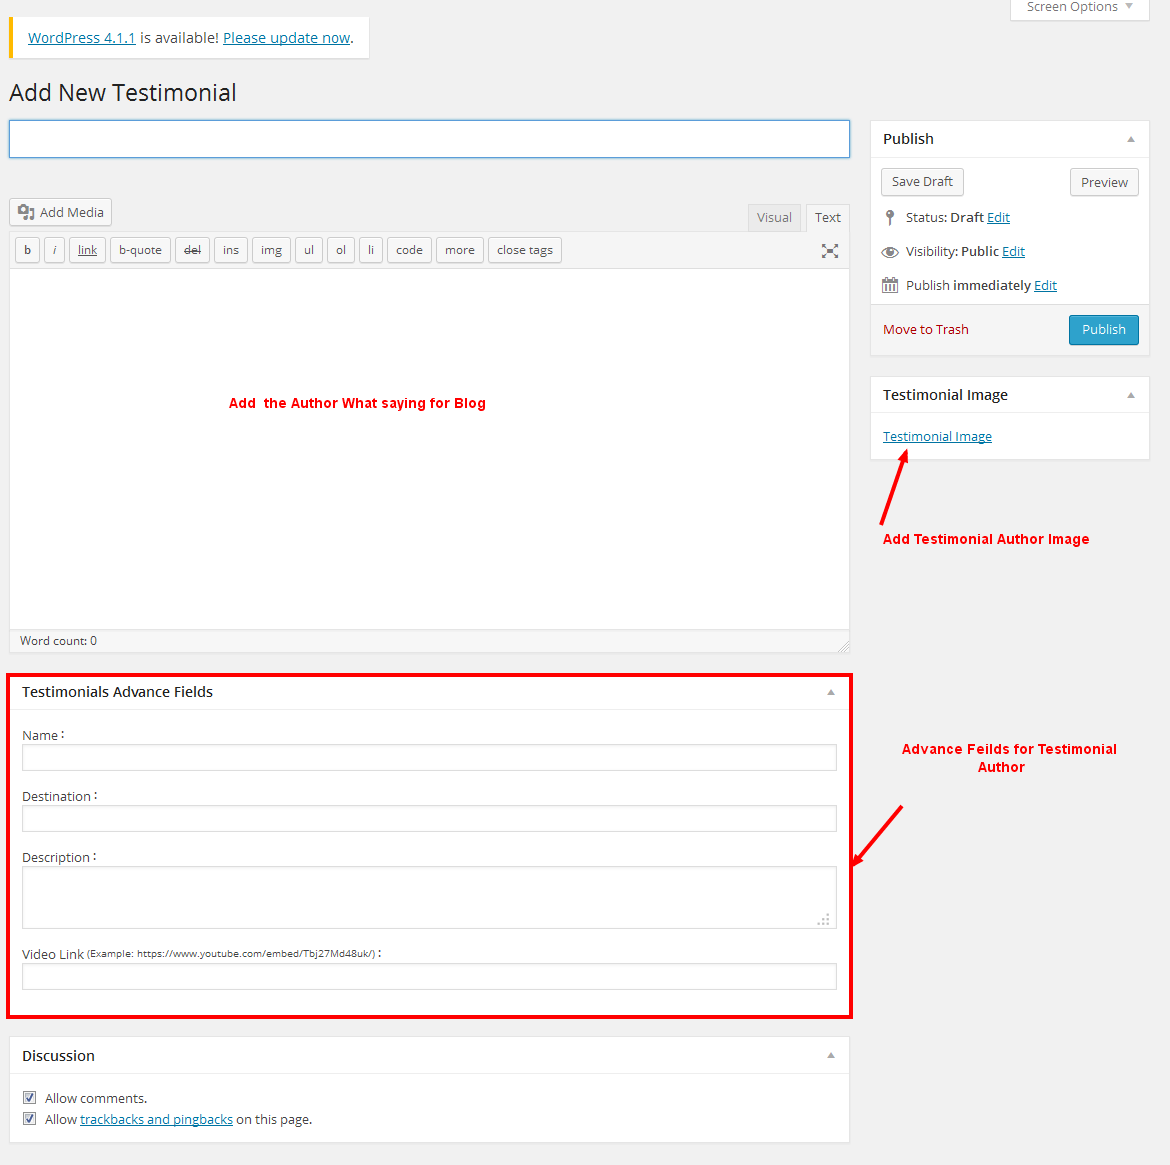 Screen Options
WordPress 4.1.1 is available! Please update now.
Add New Testimonial
Add Media
Visual Text
b i link b-quote del ins img ul ol li code more close tags
Add  the Author What saying for Blog
Word count: 0
Publish
Save Draft Preview
Status: Draft Edit
Visibility: Public Edit
Publish immediately Edit
Move to Trash Publish
Testimonial Image
Testimonial Image
Add Testimonial Author Image
Testimonials Advance Fields
Name :
Destination :
Description :
Video Link (Example: https://www.youtube.com/embed/Tbj27Md48uk/) :
Advance Feilds for Testimonial
Author
Discussion
Allow comments.
Allow trackbacks and pingbacks on this page.